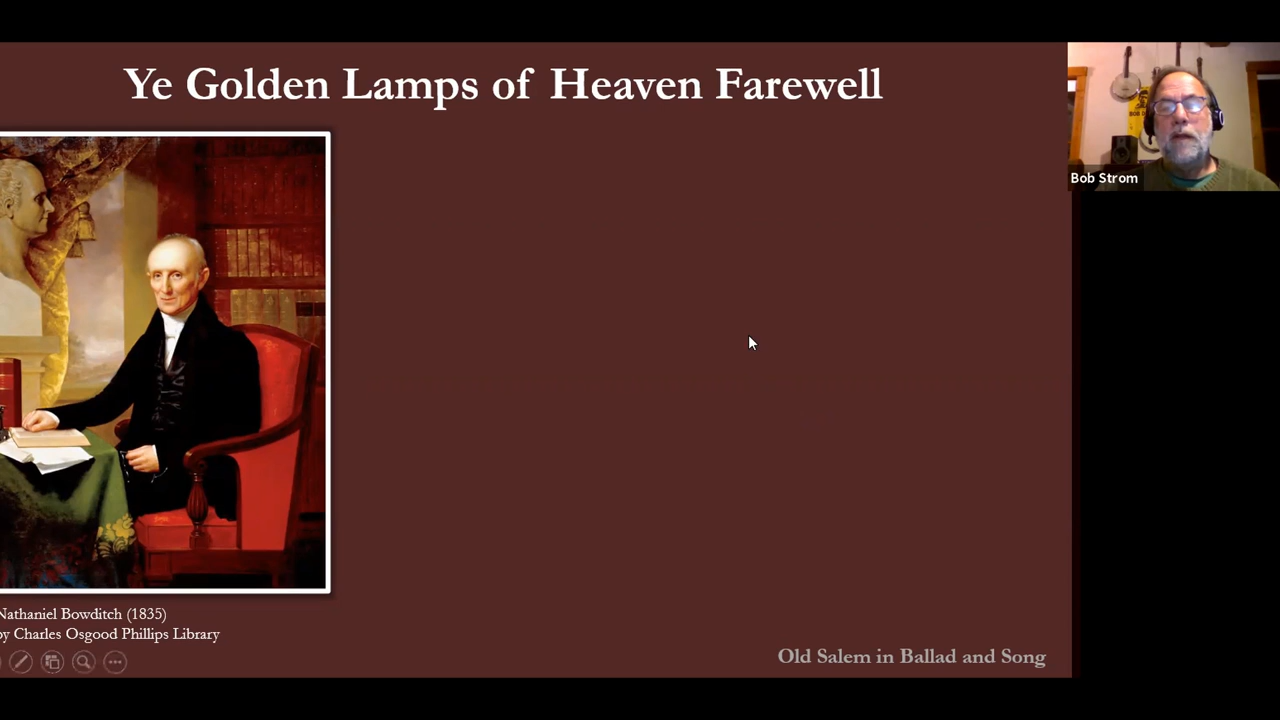 Ye Golden Lamps of Heaven Farewell
Bob Strom
Nathaniel Bowditch (1835)
by Charles Osgood Phillips Library
Old Salem in Ballad and Song